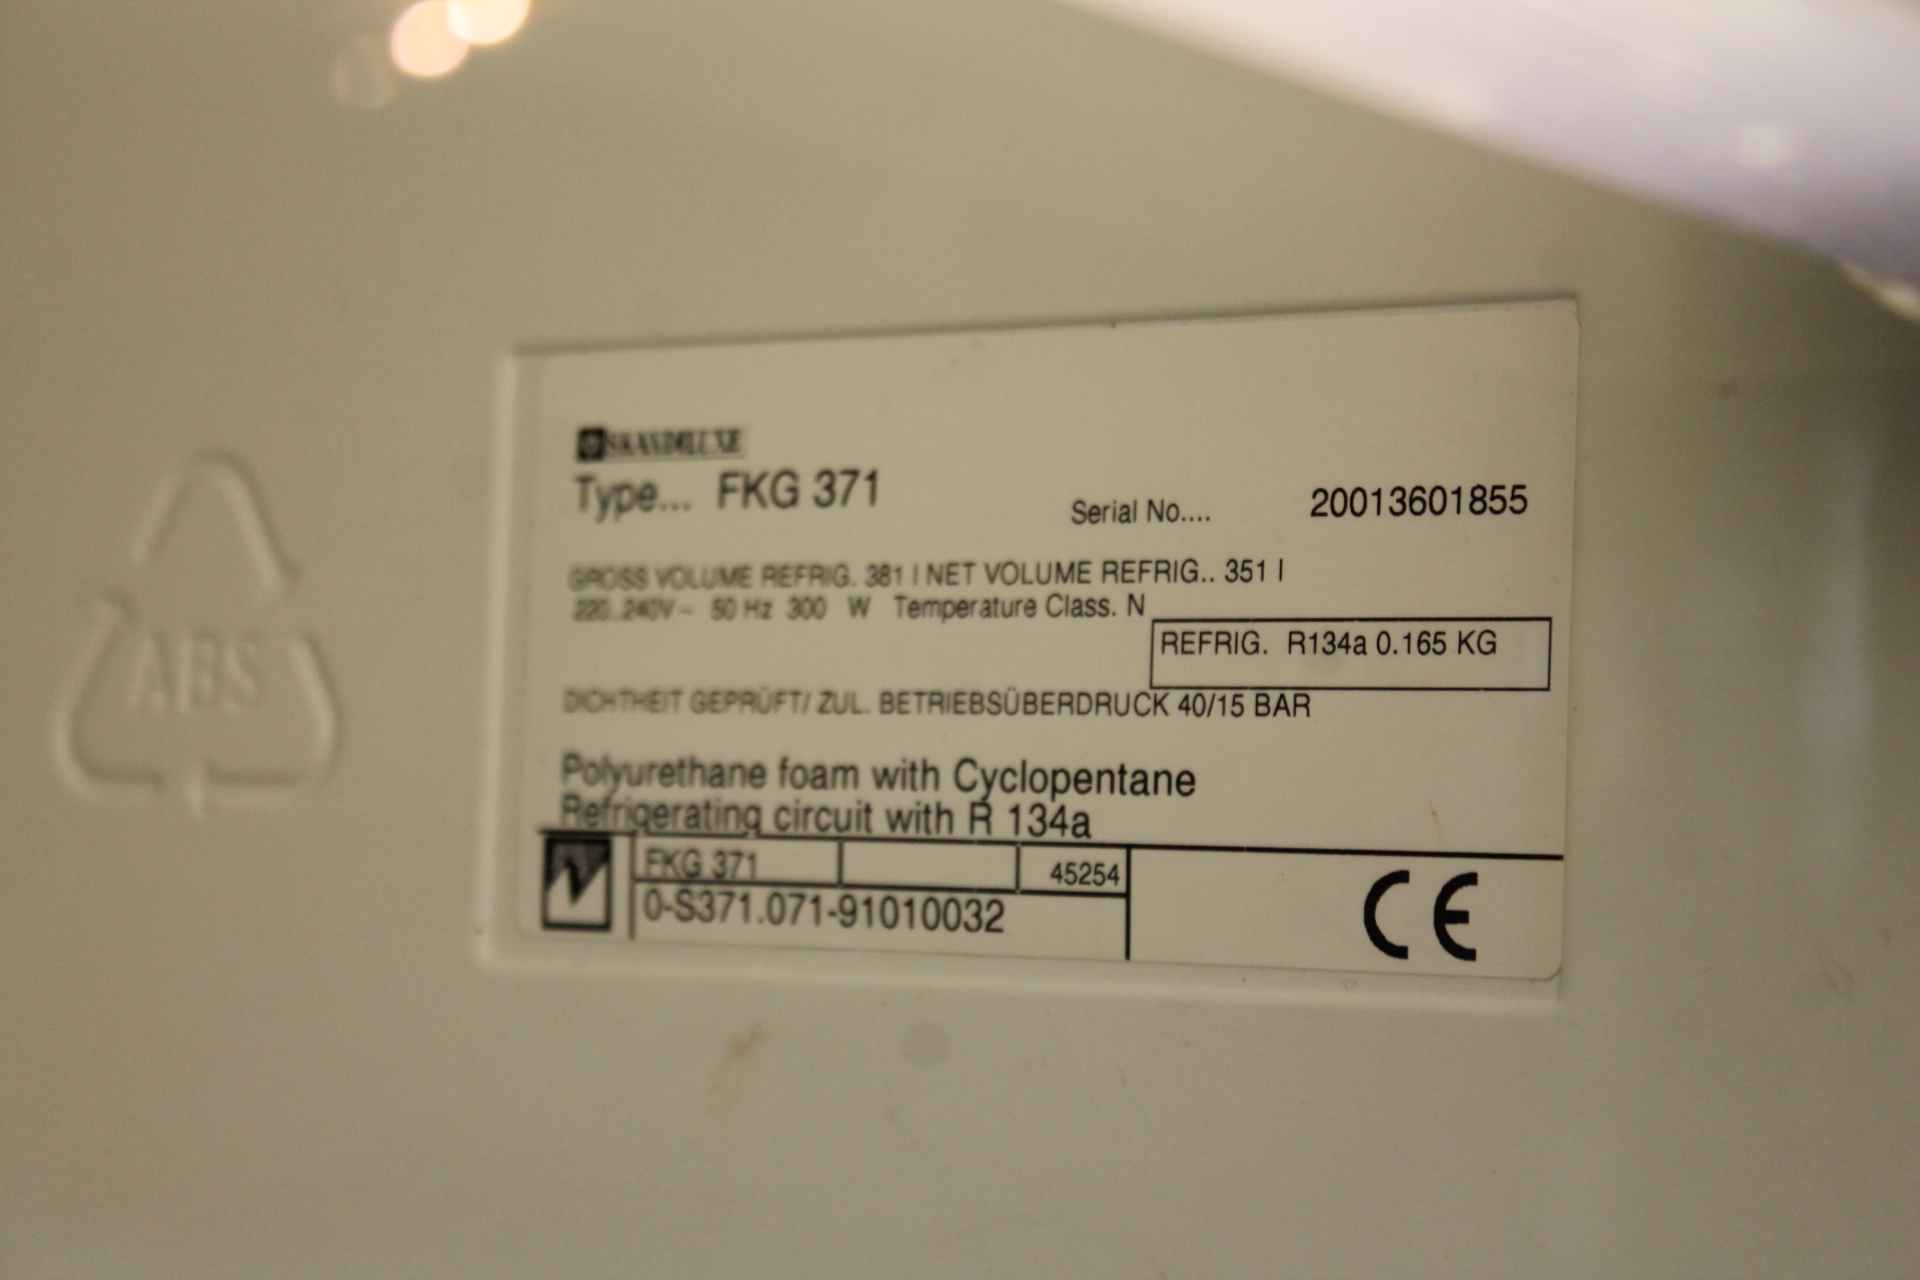 SKANDILUXE
Type... FKG 371
Serial No.... 20013601855
GROSS VOLUME REFRIG. 381 l NET VOLUME REFRIG.. 351 l
220..240V~ 50 Hz 300 W Temperature Class. N
REFRIG. R134a 0.165 KG
DICHTHEIT GEPRÜFT/ ZUL. BETRIEBSÜBERDRUCK 40/15 BAR
Polyurethane foam with Cyclopentane
Refrigerating circuit with R 134a
FKG 371 45254
0-S371.071-91010032
CE
ABS